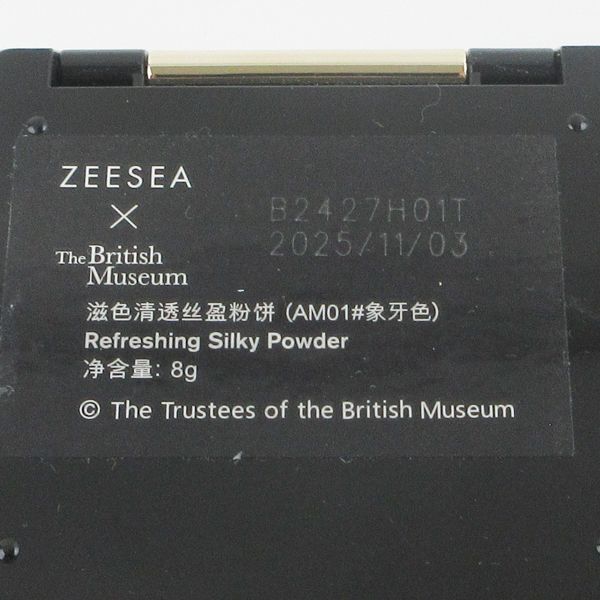 ZEESEA
×
The British
Museum
B2427H01T
2025/11/03
滋色清透丝盈粉饼 (AM01#象牙色)
Refreshing Silky Powder
净含量: 8g
© The Trustees of the British Museum